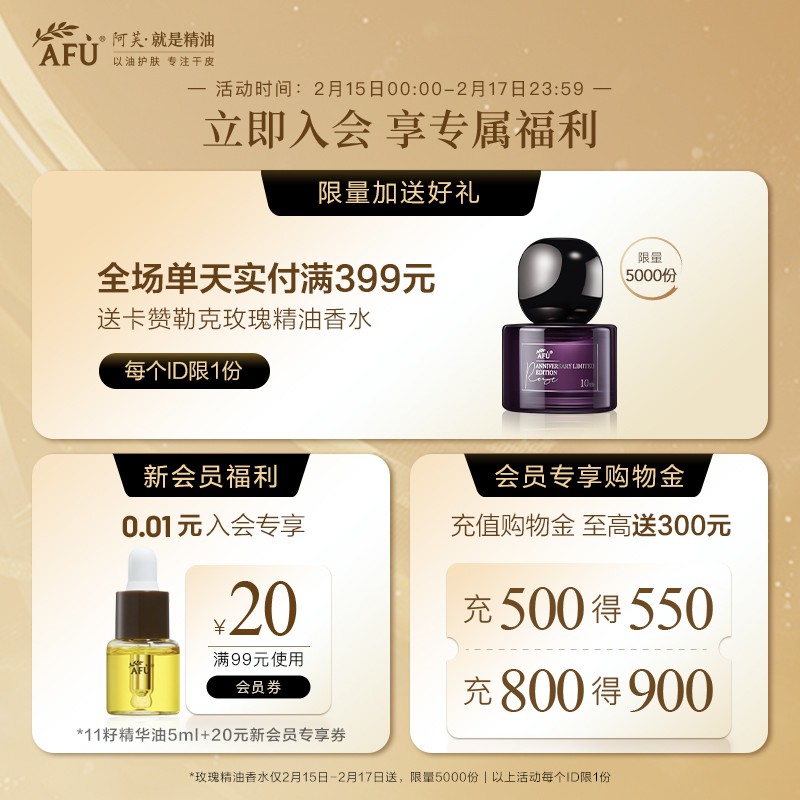 AFU® 阿芙·就是精油
以油护肤 专注干皮
— 活动时间：2月15日00:00-2月17日23:59 —
立即入会 享专属福利
限量加送好礼
全场单天实付满399元
送卡赞勒克玫瑰精油香水
每个ID限1份
限量
5000份
AFU®
ANNIVERSARY LIMITED
EDITION
Rose
10ml
新会员福利
0.01元入会专享
AFU
¥20
满99元使用
会员券
*11籽精华油5ml+20元新会员专享券
会员专享购物金
充值购物金 至高送300元
充500得550
充800得900
*玫瑰精油香水仅2月15日-2月17日送，限量5000份 | 以上活动每个ID限1份